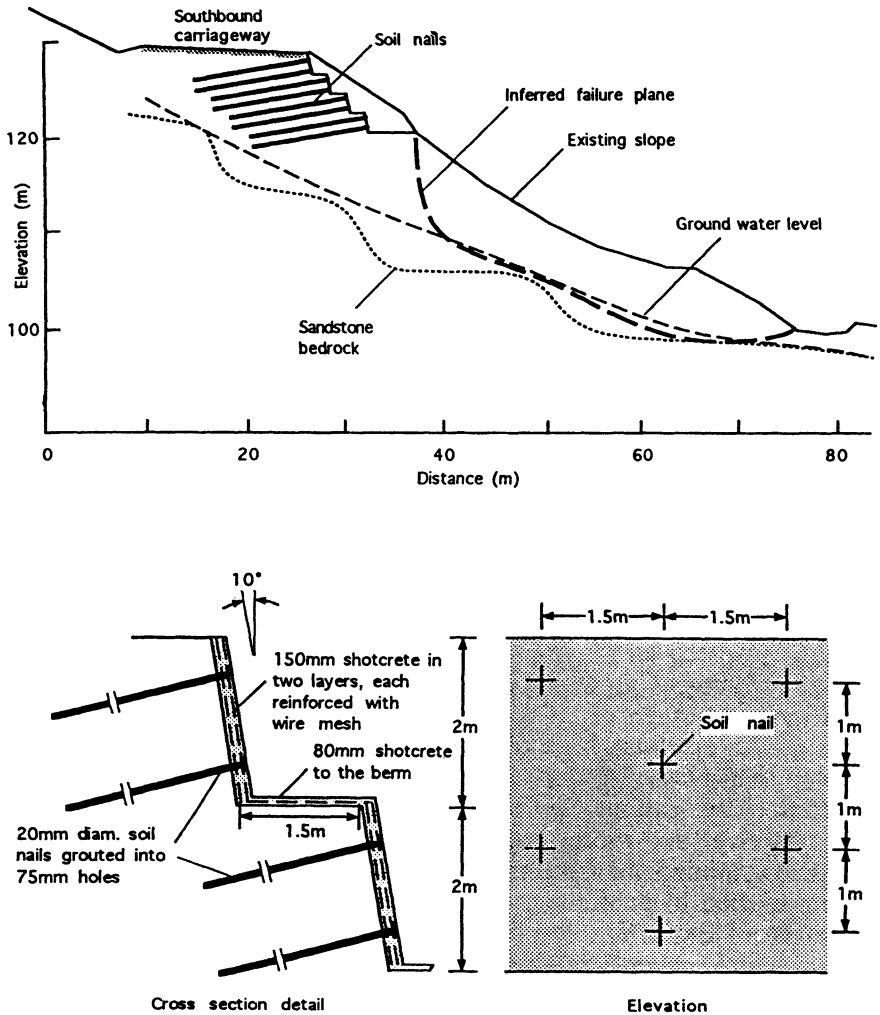 Southbound
carriageway
Soil nails
Inferred failure plane
Existing slope
Ground water level
Sandstone
bedrock
Elevation (m)
120
100
0
20
40
60
80
Distance (m)
10°
150mm shotcrete in
two layers, each
reinforced with
wire mesh
80mm shotcrete
to the berm
1.5m
20mm diam. soil
nails grouted into
75mm holes
2m
2m
Cross section detail
1.5m
1.5m
Soil nail
1m
1m
1m
Elevation